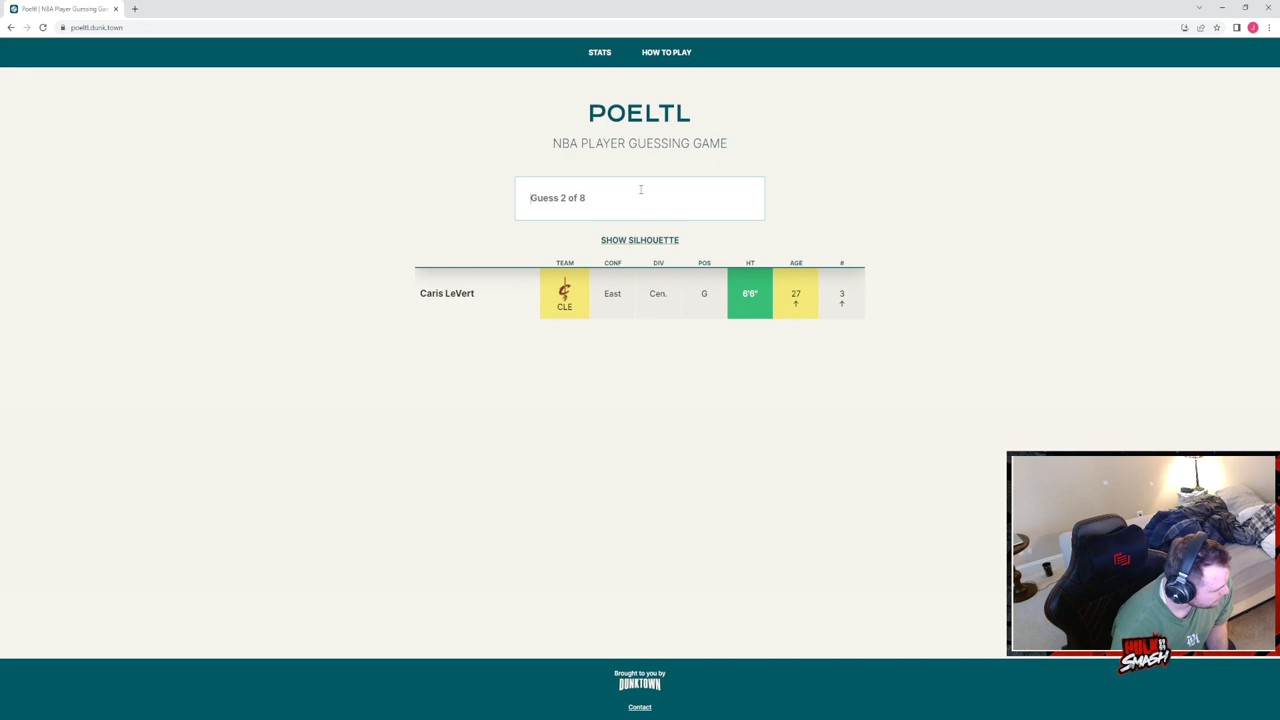 Poeltl | NBA Player Guessing Gam
poeltl.dunk.town
STATS
HOW TO PLAY
POELTL
NBA PLAYER GUESSING GAME
Guess 2 of 8
SHOW SILHOUETTE
TEAM CONF DIV POS HT AGE #
Caris LeVert CLE East Cen. G 6'6" 27 ↑ 3 ↑
Brought to you by
DUNKTOWN
Contact
HULK
SMASH